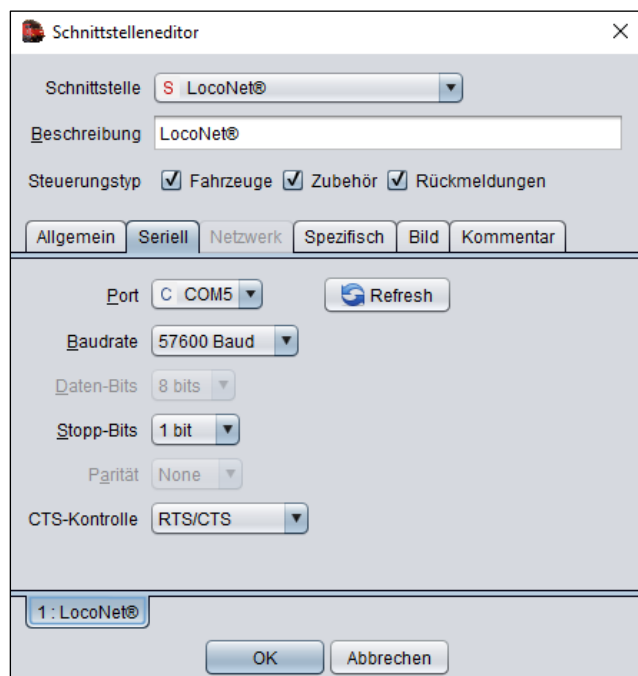 Schnittstelleneditor
Schnittstelle S LocoNet®
Beschreibung LocoNet®
Steuerungstyp Fahrzeuge Zubehör Rückmeldungen
Allgemein Seriell Netzwerk Spezifisch Bild Kommentar
Port C COM5 Refresh
Baudrate 57600 Baud
Daten-Bits 8 bits
Stopp-Bits 1 bit
Parität None
CTS-Kontrolle RTS/CTS
1 : LocoNet®
OK Abbrechen